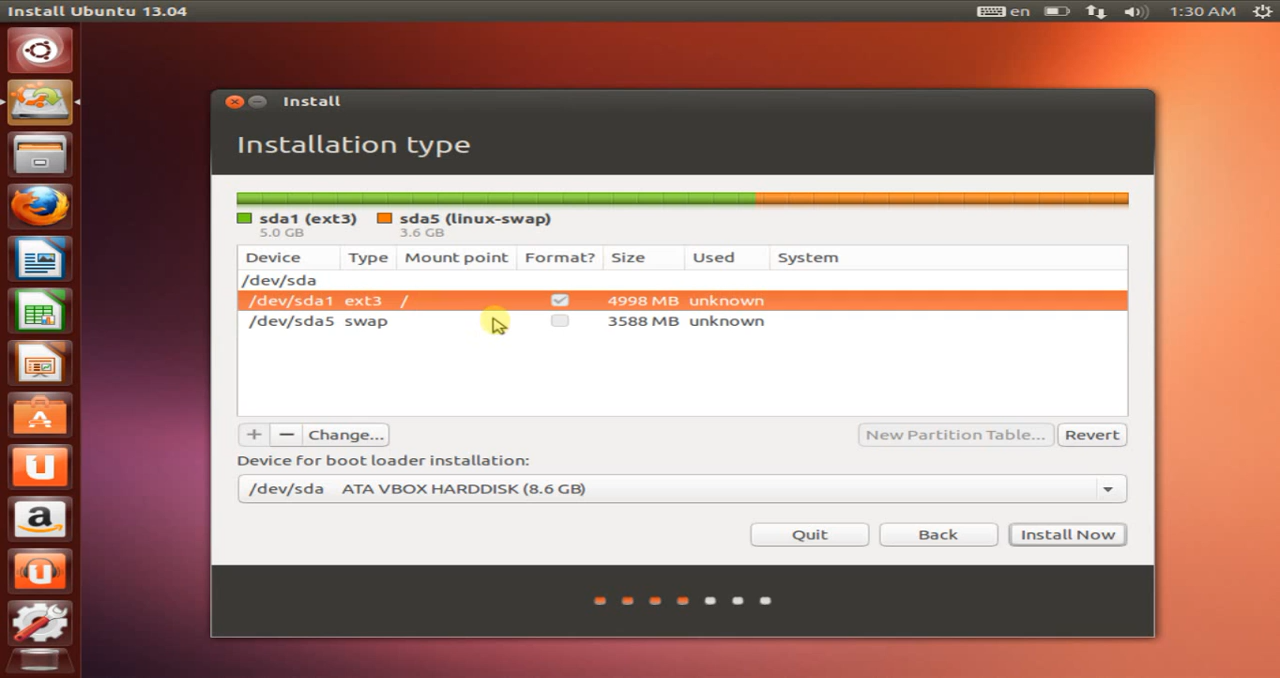 Install Ubuntu 13.04 en 1:30 AM
Install
Installation type
sda1 (ext3) sda5 (linux-swap)
5.0 GB 3.6 GB
Device Type Mount point Format? Size Used System
/dev/sda
/dev/sda1 ext3 / 4998 MB unknown
/dev/sda5 swap 3588 MB unknown
+ − Change... New Partition Table... Revert
Device for boot loader installation:
/dev/sda ATA VBOX HARDDISK (8.6 GB)
Quit Back Install Now